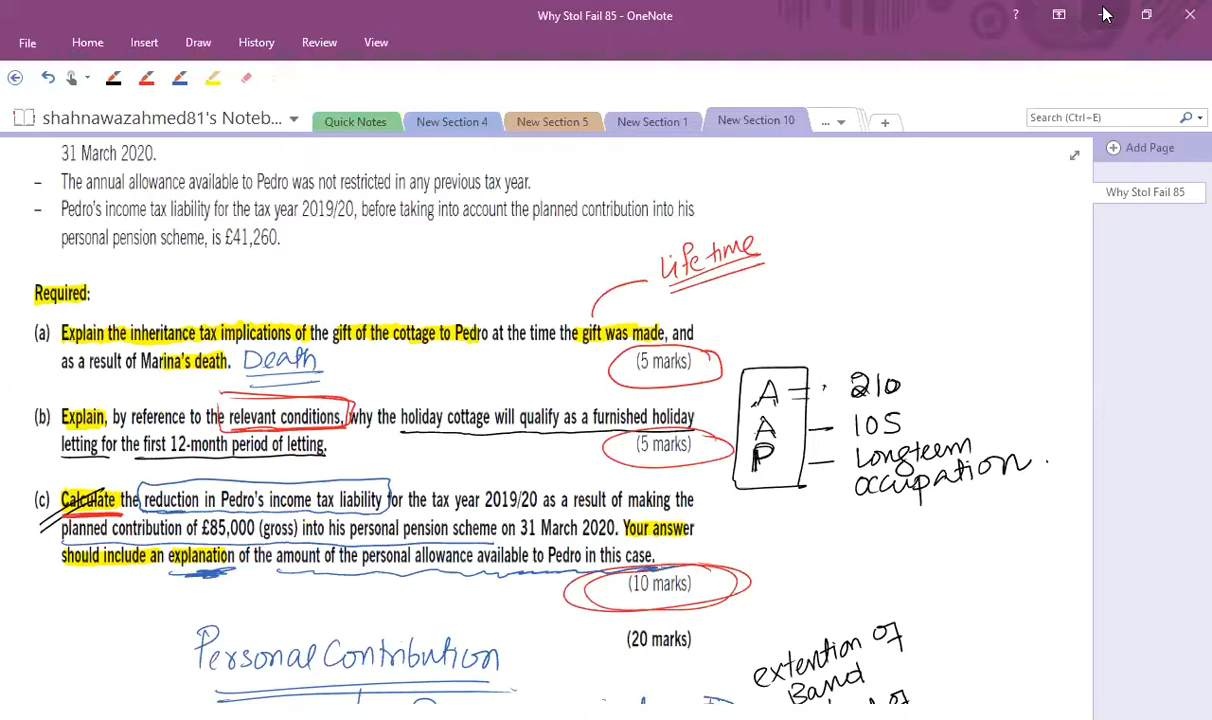 Why Stol Fail 85 - OneNote
?
File Home Insert Draw History Review View
shahnawazahmed81's Noteb...
Quick Notes New Section 4 New Section 5 New Section 1 New Section 10 ...
Search (Ctrl+E)
Add Page
Why Stol Fail 85
31 March 2020.
– The annual allowance available to Pedro was not restricted in any previous tax year.
– Pedro's income tax liability for the tax year 2019/20, before taking into account the planned contribution into his
personal pension scheme, is £41,260.
Lifetime
Required:
(a) Explain the inheritance tax implications of the gift of the cottage to Pedro at the time the gift was made, and
as a result of Marina's death. Death
(5 marks)
(b) Explain, by reference to the relevant conditions, why the holiday cottage will qualify as a furnished holiday
letting for the first 12-month period of letting.
(5 marks)
A = 210
A – 105
P – Longteem
occupation.
(c) Calculate the reduction in Pedro's income tax liability for the tax year 2019/20 as a result of making the
planned contribution of £85,000 (gross) into his personal pension scheme on 31 March 2020. Your answer
should include an explanation of the amount of the personal allowance available to Pedro in this case.
(10 marks)
(20 marks)
Personal Contribution
extention of
Band